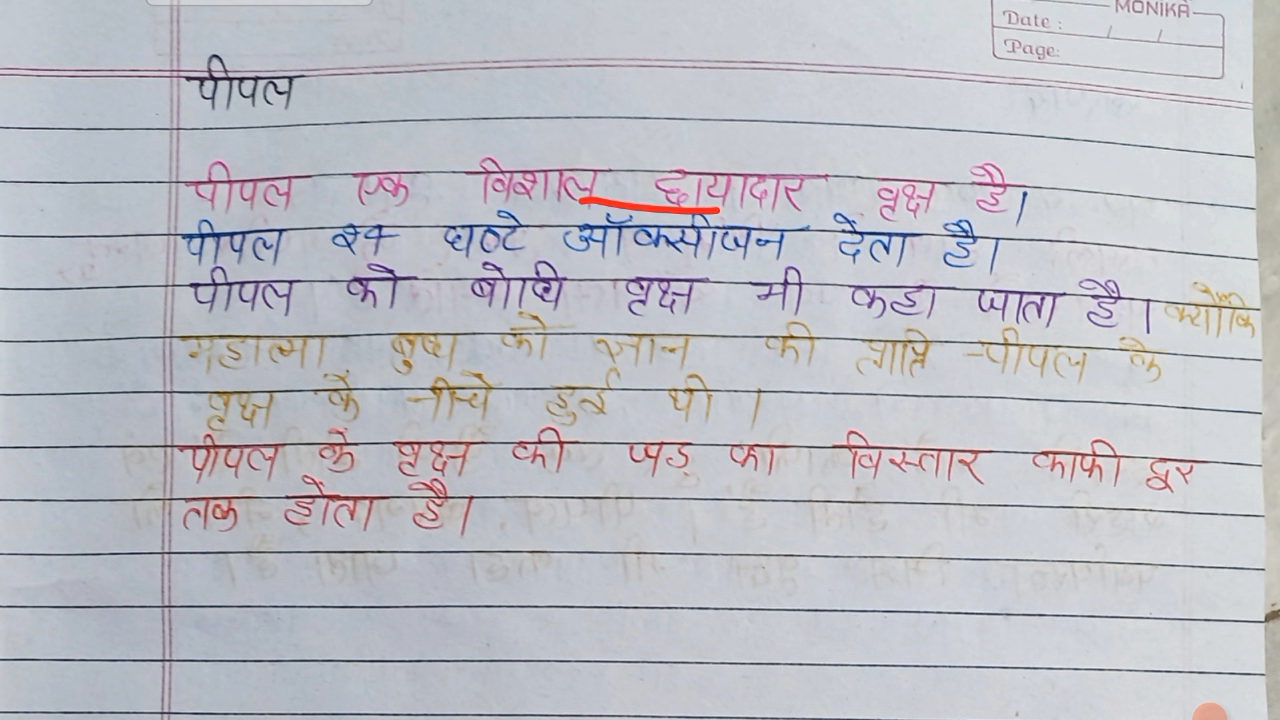 MONIKA
Date : / /
Page:
पीपल
पीपल एक विशाल छायादार वृक्ष है।
पीपल २४ घण्टे ऑक्सीजन देता है।
पीपल को बोधि वृक्ष भी कहा जाता है। क्योंकि
महात्मा बुध्द को ज्ञान की प्राप्ति पीपल के
वृक्ष के नीचे हुई थी।
पीपल के वृक्ष की जड़ का विस्तार काफी दूर
तक होता है।